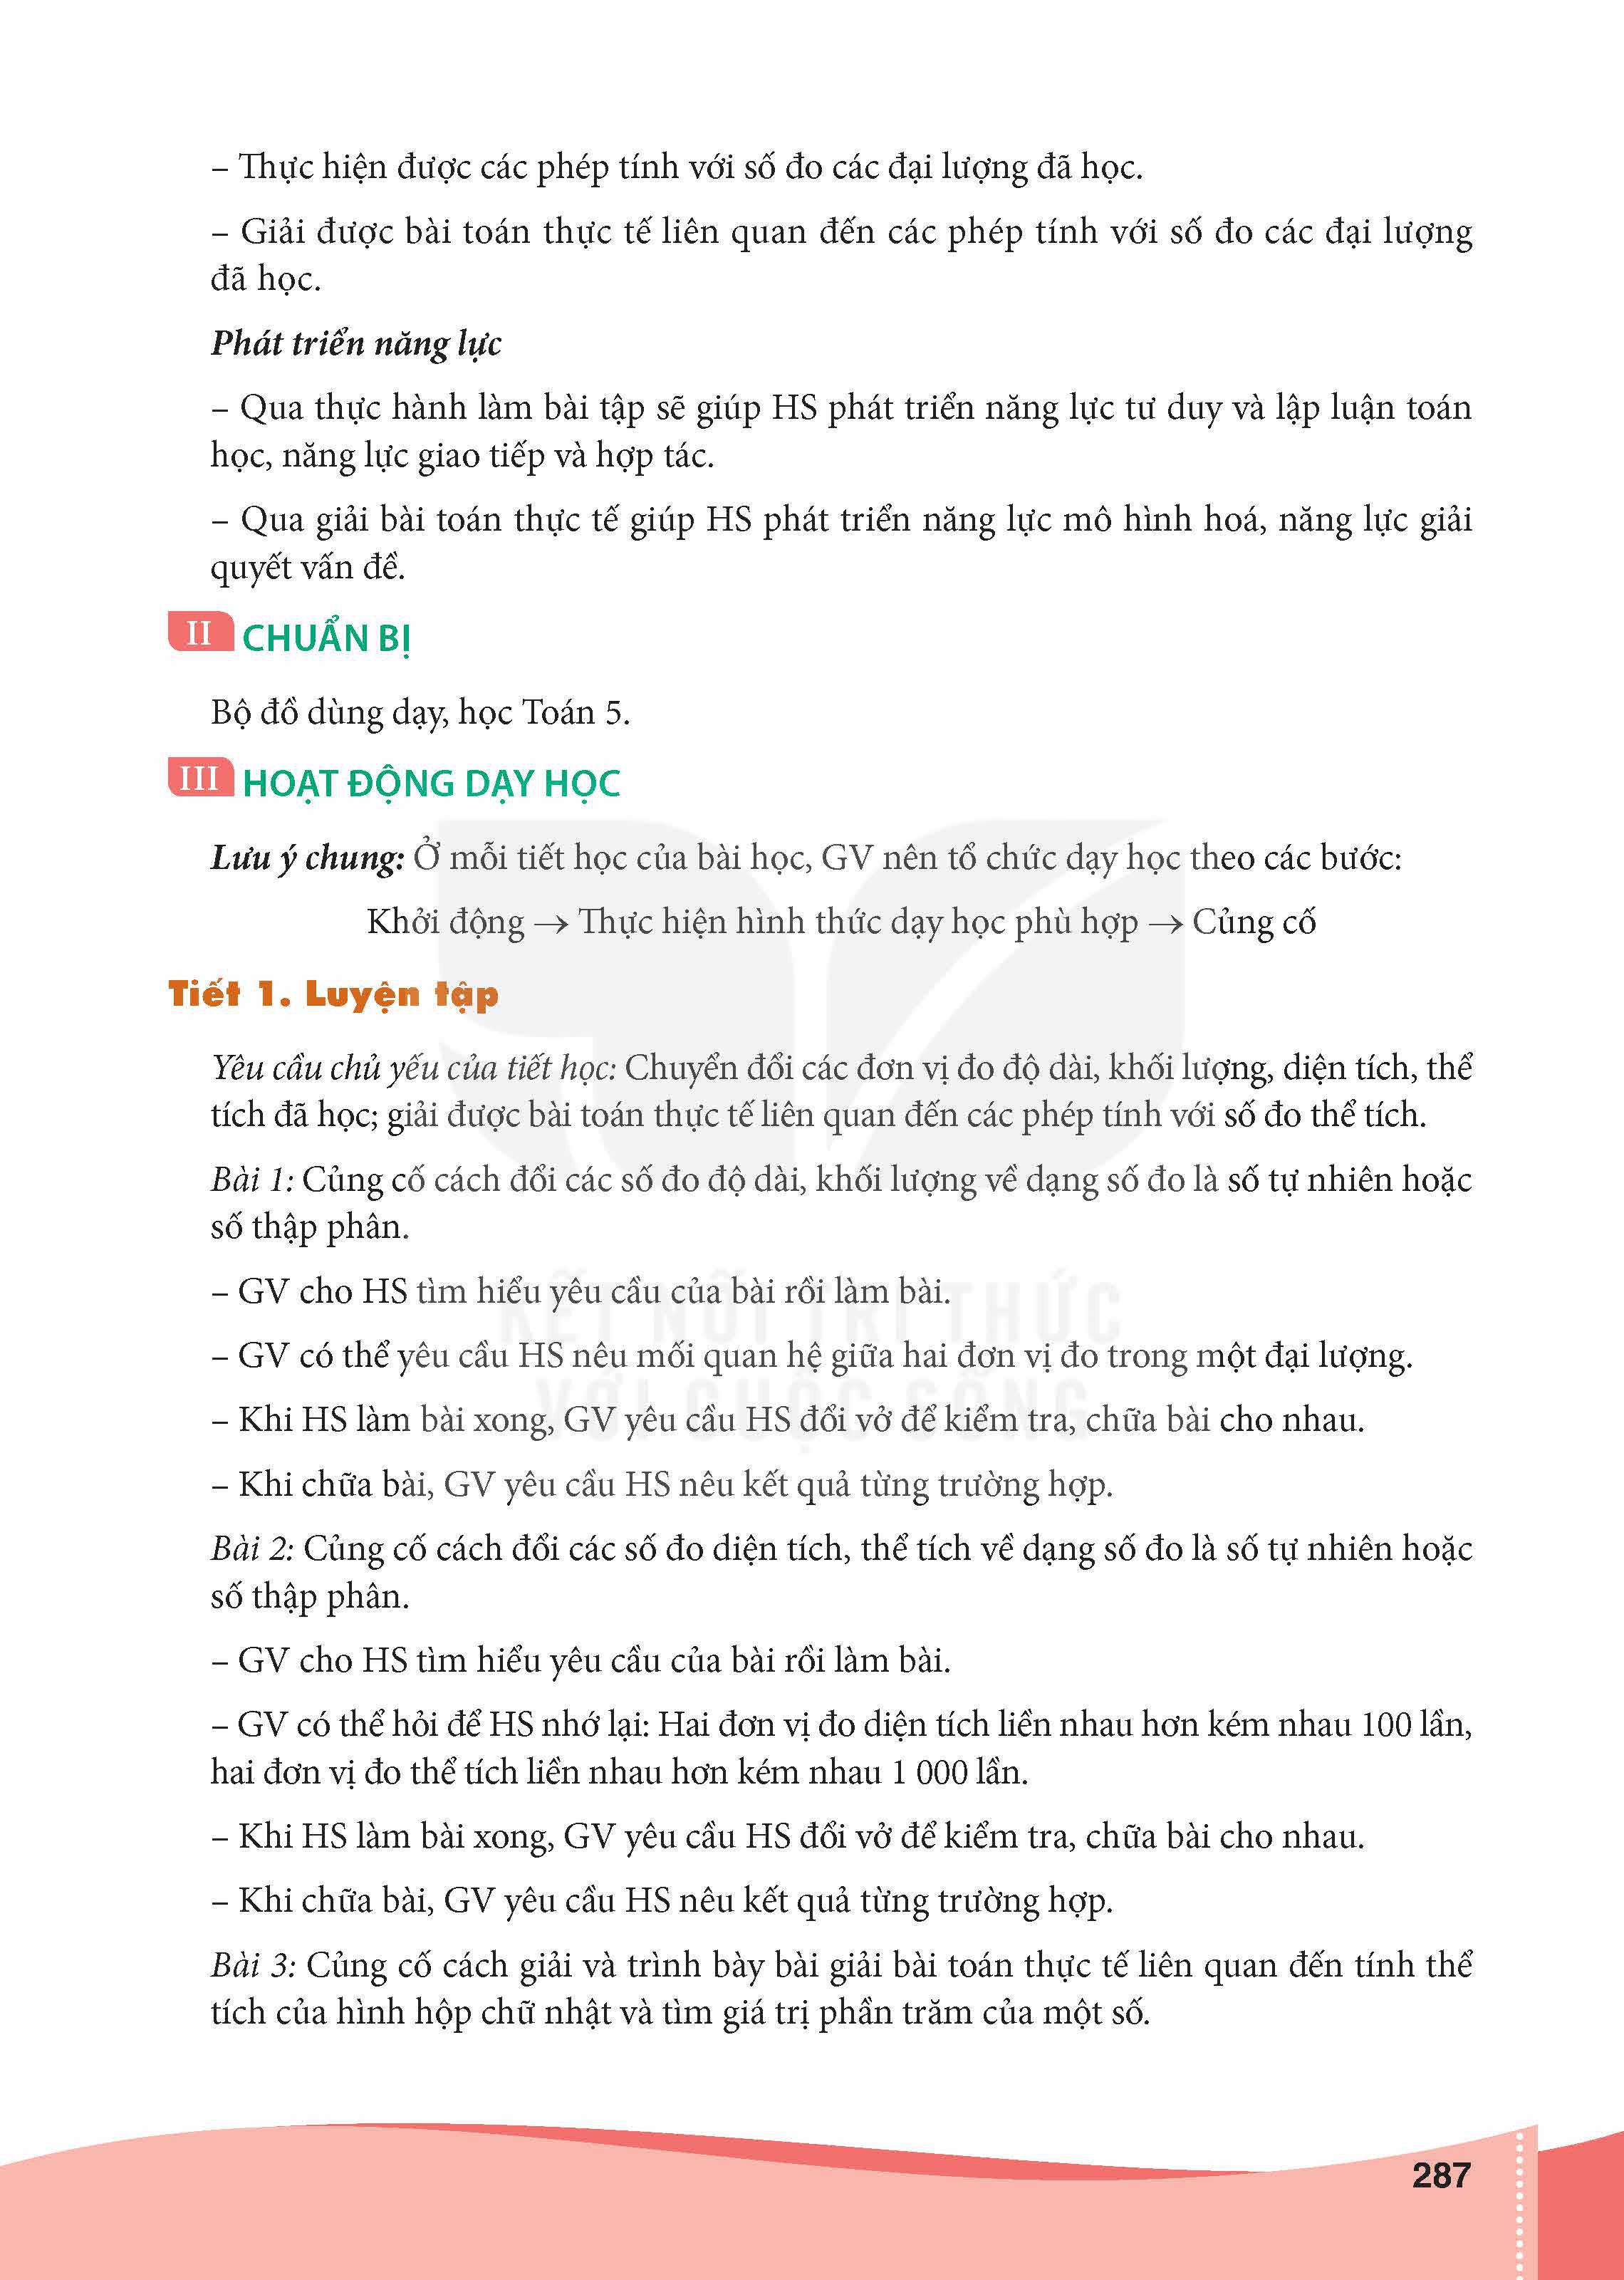 – Thực hiện được các phép tính với số đo các đại lượng đã học.
– Giải được bài toán thực tế liên quan đến các phép tính với số đo các đại lượng
đã học.
Phát triển năng lực
– Qua thực hành làm bài tập sẽ giúp HS phát triển năng lực tư duy và lập luận toán
học, năng lực giao tiếp và hợp tác.
– Qua giải bài toán thực tế giúp HS phát triển năng lực mô hình hoá, năng lực giải
quyết vấn đề.
II CHUẨN BỊ
Bộ đồ dùng dạy, học Toán 5.
III HOẠT ĐỘNG DẠY HỌC
Lưu ý chung: Ở mỗi tiết học của bài học, GV nên tổ chức dạy học theo các bước:
Khởi động → Thực hiện hình thức dạy học phù hợp → Củng cố
Tiết 1. Luyện tập
Yêu cầu chủ yếu của tiết học: Chuyển đổi các đơn vị đo độ dài, khối lượng, diện tích, thể
tích đã học; giải được bài toán thực tế liên quan đến các phép tính với số đo thể tích.
Bài 1: Củng cố cách đổi các số đo độ dài, khối lượng về dạng số đo là số tự nhiên hoặc
số thập phân.
– GV cho HS tìm hiểu yêu cầu của bài rồi làm bài.
KẾT NỐI TRI THỨC
– GV có thể yêu cầu HS nêu mối quan hệ giữa hai đơn vị đo trong một đại lượng.
VỚI CUỘC SỐNG
– Khi HS làm bài xong, GV yêu cầu HS đổi vở để kiểm tra, chữa bài cho nhau.
– Khi chữa bài, GV yêu cầu HS nêu kết quả từng trường hợp.
Bài 2: Củng cố cách đổi các số đo diện tích, thể tích về dạng số đo là số tự nhiên hoặc
số thập phân.
– GV cho HS tìm hiểu yêu cầu của bài rồi làm bài.
– GV có thể hỏi để HS nhớ lại: Hai đơn vị đo diện tích liền nhau hơn kém nhau 100 lần,
hai đơn vị đo thể tích liền nhau hơn kém nhau 1 000 lần.
– Khi HS làm bài xong, GV yêu cầu HS đổi vở để kiểm tra, chữa bài cho nhau.
– Khi chữa bài, GV yêu cầu HS nêu kết quả từng trường hợp.
Bài 3: Củng cố cách giải và trình bày bài giải bài toán thực tế liên quan đến tính thể
tích của hình hộp chữ nhật và tìm giá trị phần trăm của một số.
287